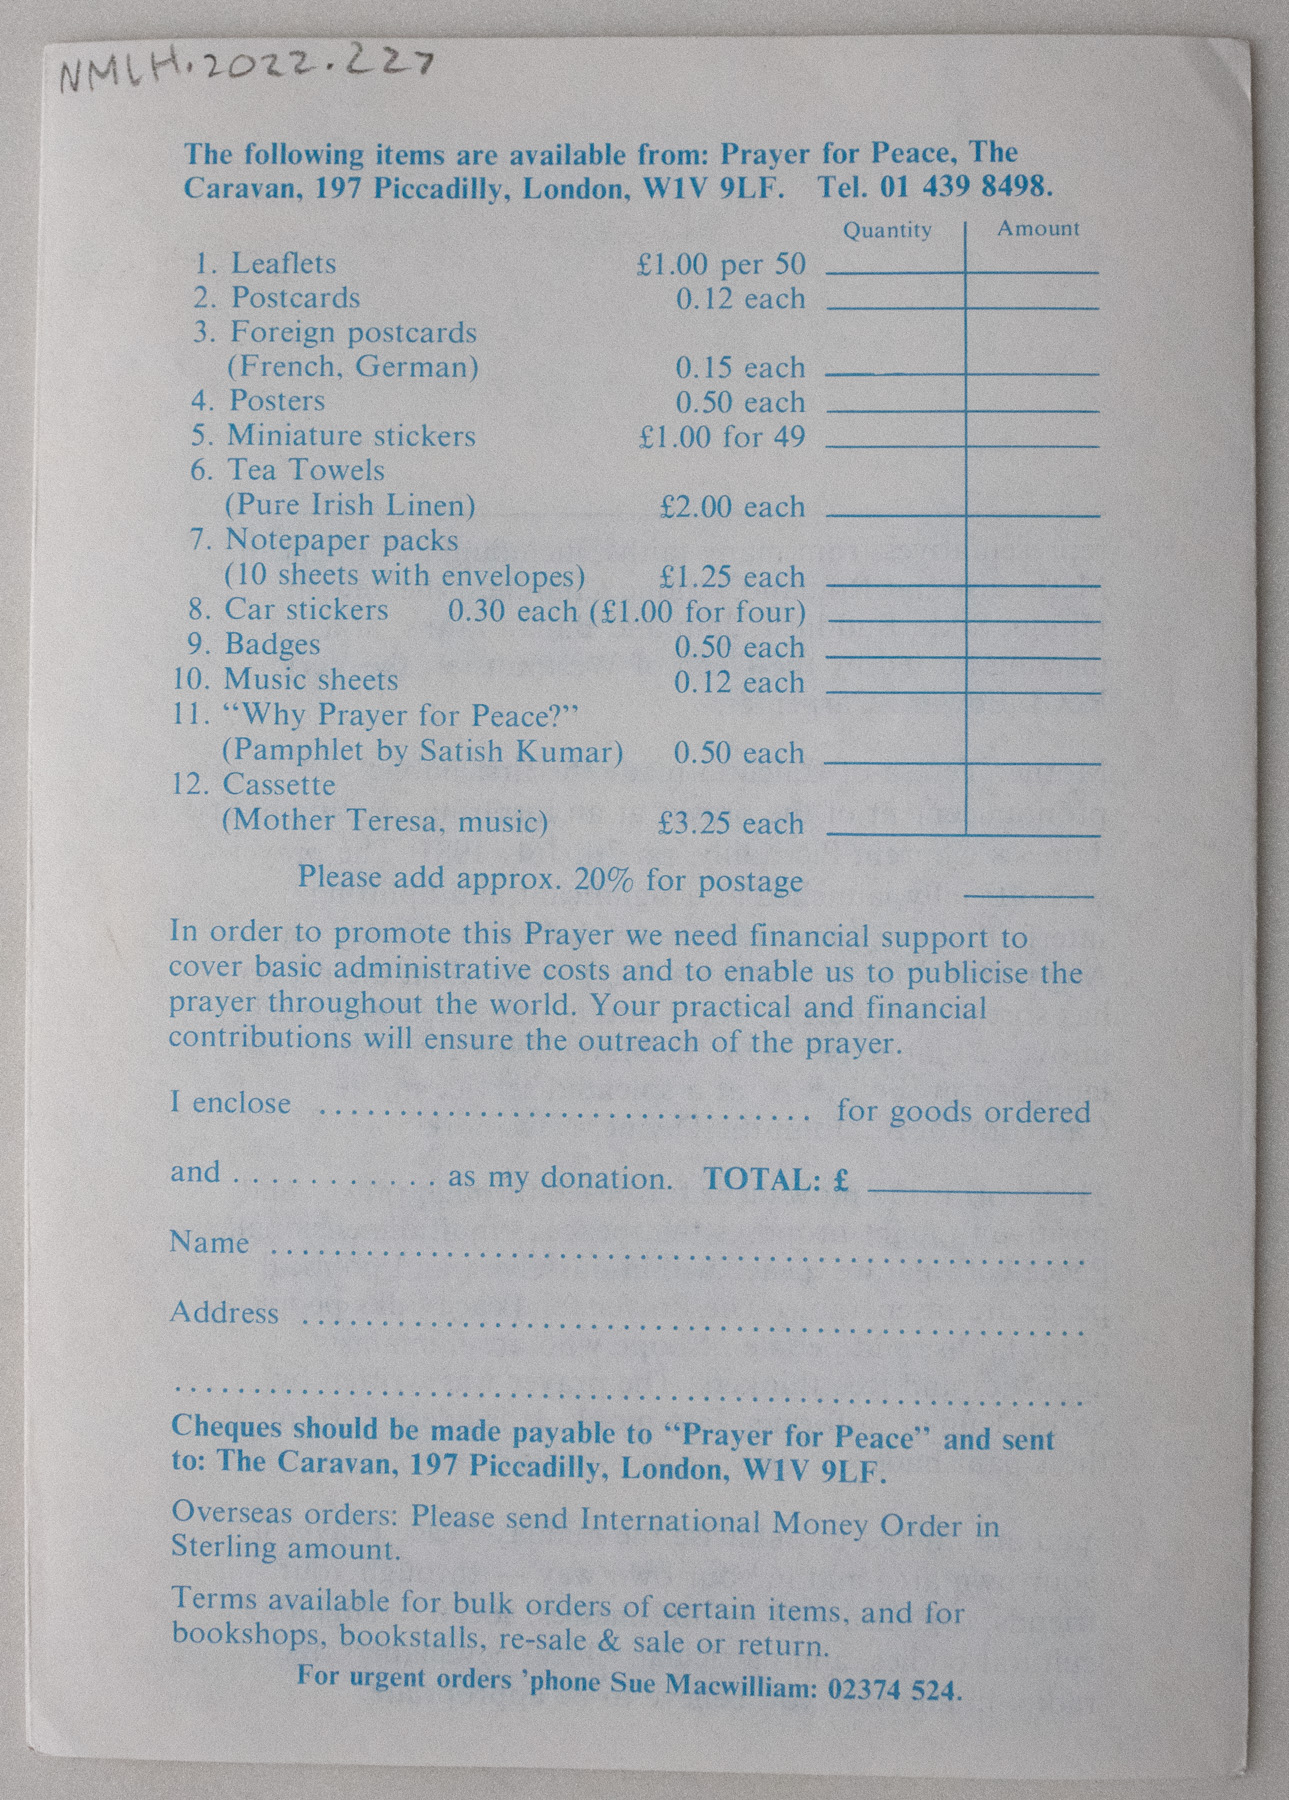 NMLH.2022.227
The following items are available from: Prayer for Peace, The
Caravan, 197 Piccadilly, London, W1V 9LF. Tel. 01 439 8498.
Quantity Amount
1. Leaflets £1.00 per 50
2. Postcards 0.12 each
3. Foreign postcards
(French, German) 0.15 each
4. Posters 0.50 each
5. Miniature stickers £1.00 for 49
6. Tea Towels
(Pure Irish Linen) £2.00 each
7. Notepaper packs
(10 sheets with envelopes) £1.25 each
8. Car stickers 0.30 each (£1.00 for four)
9. Badges 0.50 each
10. Music sheets 0.12 each
11. “Why Prayer for Peace?”
(Pamphlet by Satish Kumar) 0.50 each
12. Cassette
(Mother Teresa, music) £3.25 each
Please add approx. 20% for postage
In order to promote this Prayer we need financial support to
cover basic administrative costs and to enable us to publicise the
prayer throughout the world. Your practical and financial
contributions will ensure the outreach of the prayer.
I enclose ................................ for goods ordered
and ........... as my donation. TOTAL: £
Name ....................................................
Address ..................................................
..........................................................
Cheques should be made payable to “Prayer for Peace” and sent
to: The Caravan, 197 Piccadilly, London, W1V 9LF.
Overseas orders: Please send International Money Order in
Sterling amount.
Terms available for bulk orders of certain items, and for
bookshops, bookstalls, re-sale & sale or return.
For urgent orders ’phone Sue Macwilliam: 02374 524.